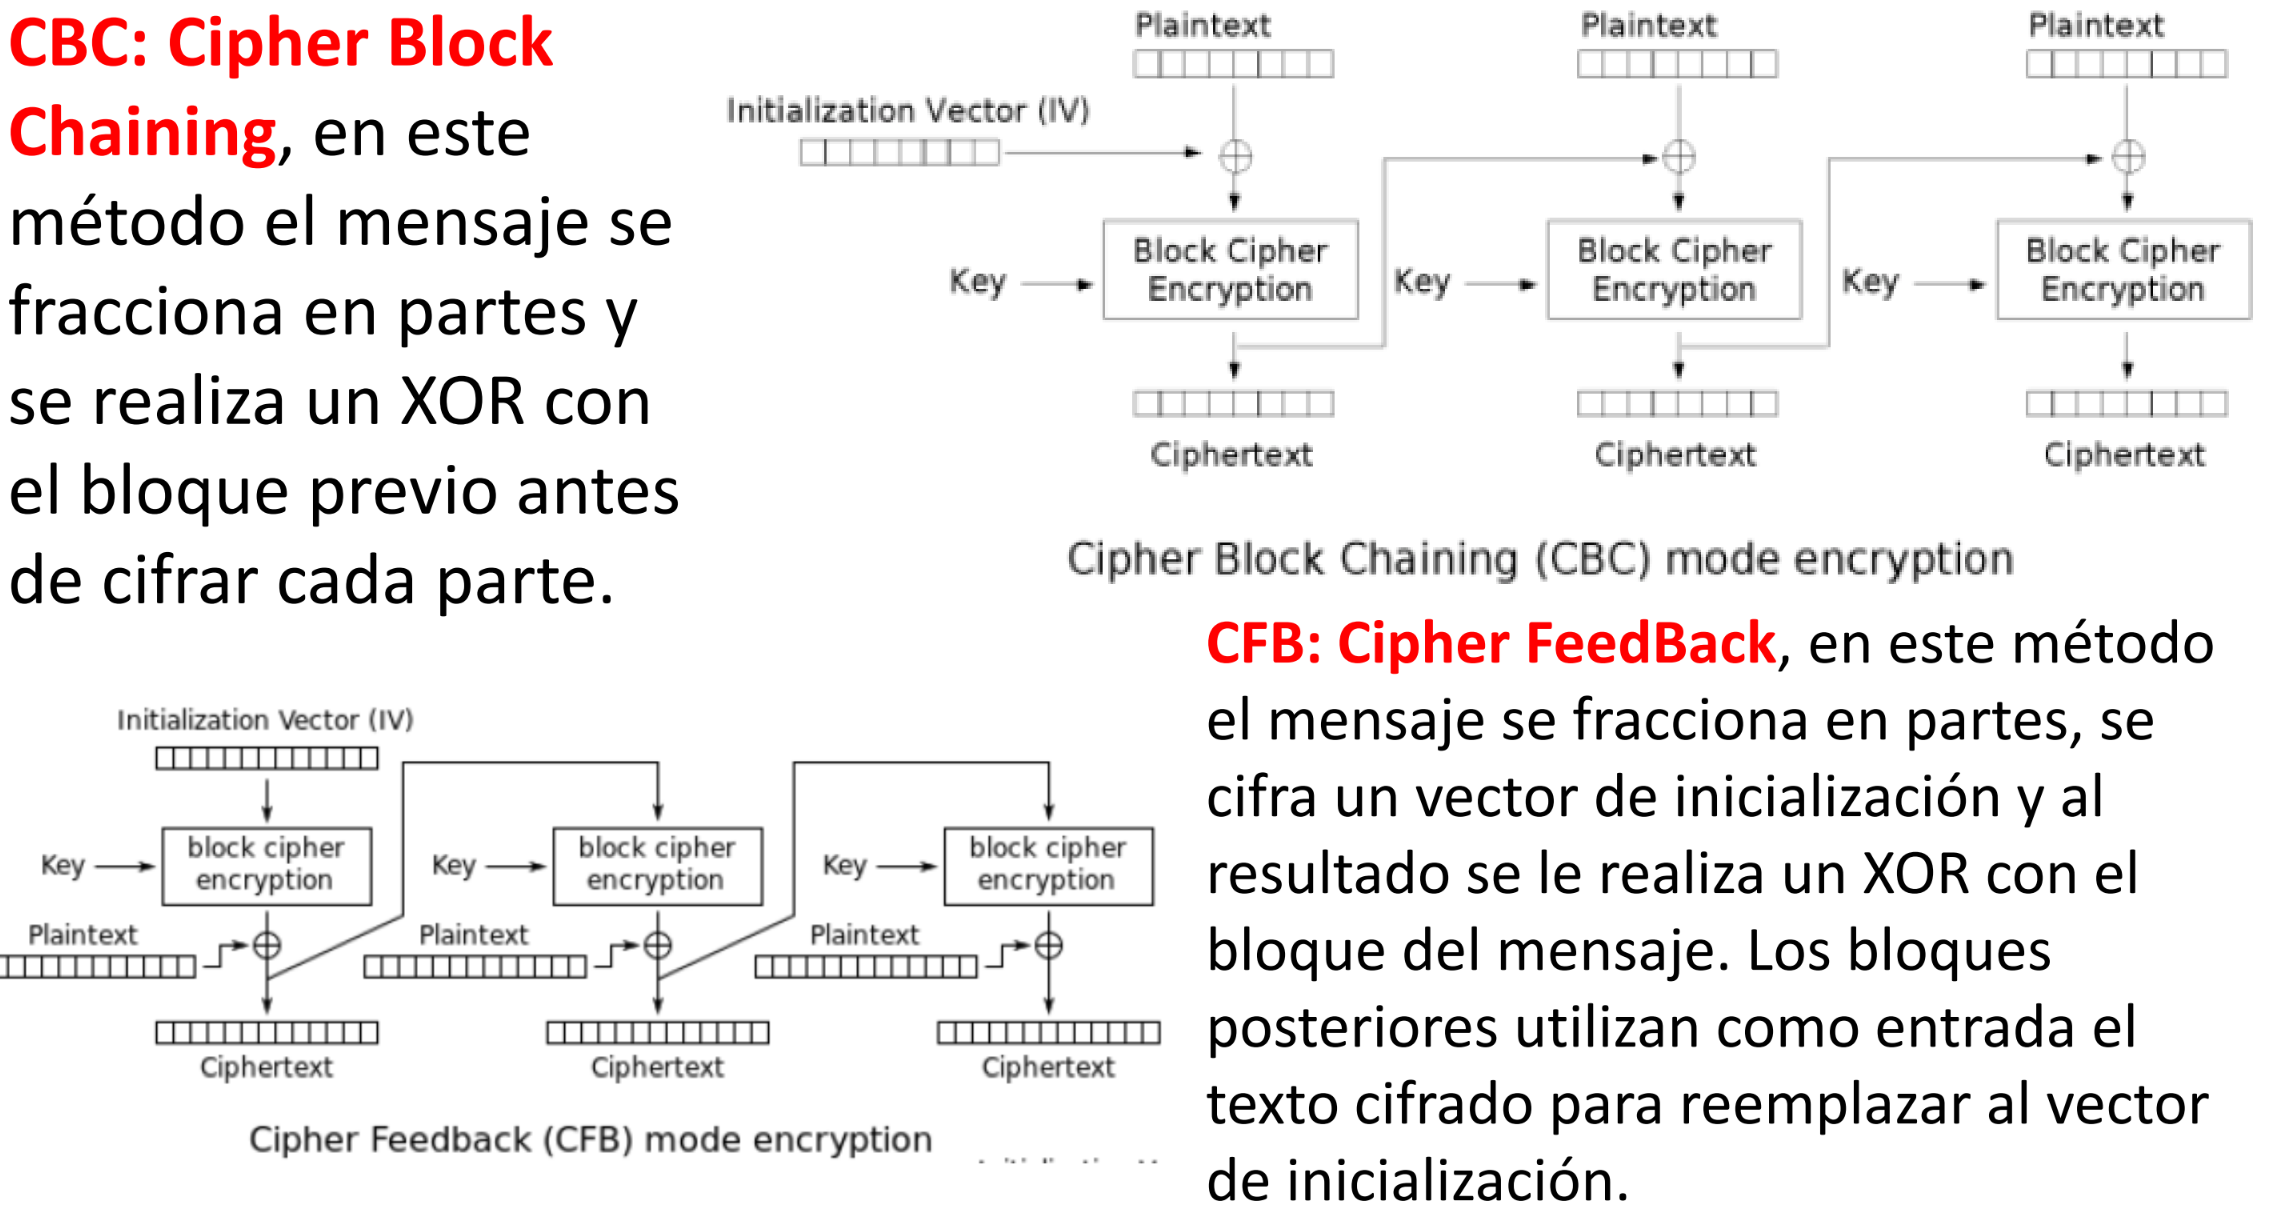 CBC: Cipher Block
Chaining, en este
método el mensaje se
fracciona en partes y
se realiza un XOR con
el bloque previo antes
de cifrar cada parte.
Plaintext Plaintext Plaintext
Initialization Vector (IV)
Block Cipher Block Cipher Block Cipher
Key Encryption Key Encryption Key Encryption
Ciphertext Ciphertext Ciphertext
Cipher Block Chaining (CBC) mode encryption
CFB: Cipher FeedBack, en este método
el mensaje se fracciona en partes, se
cifra un vector de inicialización y al
resultado se le realiza un XOR con el
bloque del mensaje. Los bloques
posteriores utilizan como entrada el
texto cifrado para reemplazar al vector
de inicialización.
Initialization Vector (IV)
block cipher block cipher block cipher
Key encryption Key encryption Key encryption
Plaintext Plaintext Plaintext
Ciphertext Ciphertext Ciphertext
Cipher Feedback (CFB) mode encryption